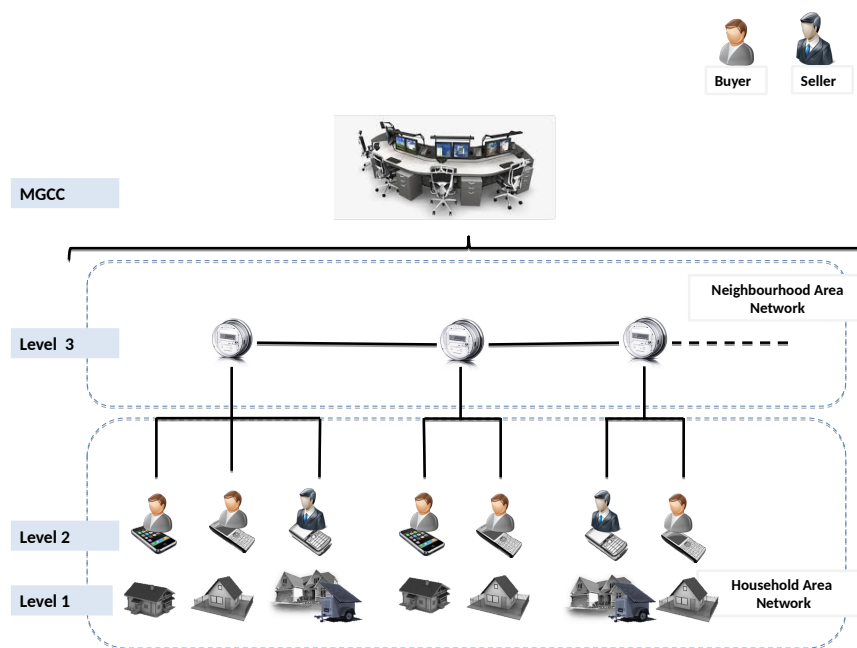 Buyer
Seller
MGCC
Neighbourhood Area
Network
Level 3
Level 2
Level 1
Household Area
Network